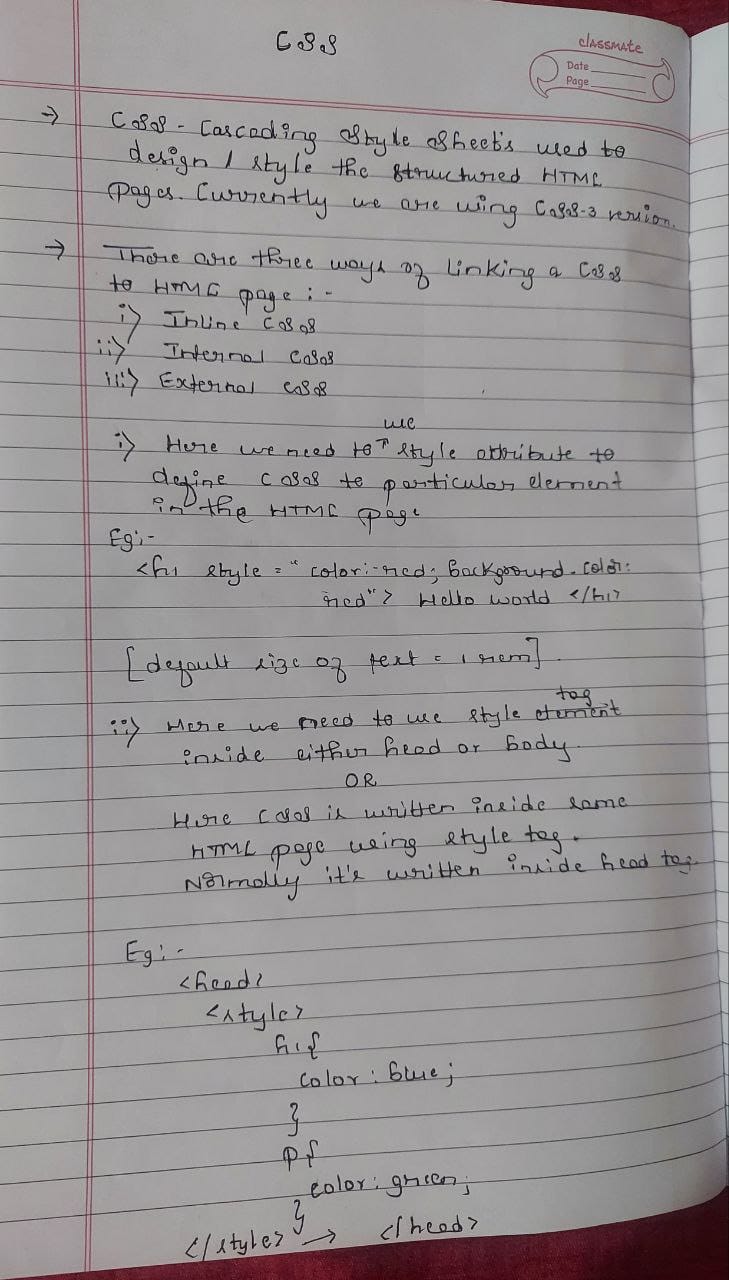 CSS
classmate
Date
Page
→ CSS - Cascading Style Sheet's used to
design / style the structured HTML
pages. Currently we are using CSS-3 version.
→ There are three ways of linking a CSS
to HTML page :-
i) Inline CSS
ii) Internal CSS
iii) External CSS
use
i) Here we need to ↑ style attribute to
define CSS to particular element
in the HTML page
Eg:-
<h1 style = " color:-red; background-color:
red"> Hello world </h1>
[default size of text = 1 rem].
tag
ii) Here we need to use style element
inside either head or body.
OR
Here CSS is written inside same
HTML page using style tag.
Normally it's written inside head tag.
Eg:-
<head>
<style>
h1{
color: blue;
}
p{
color: green;
}
</style> → </head>